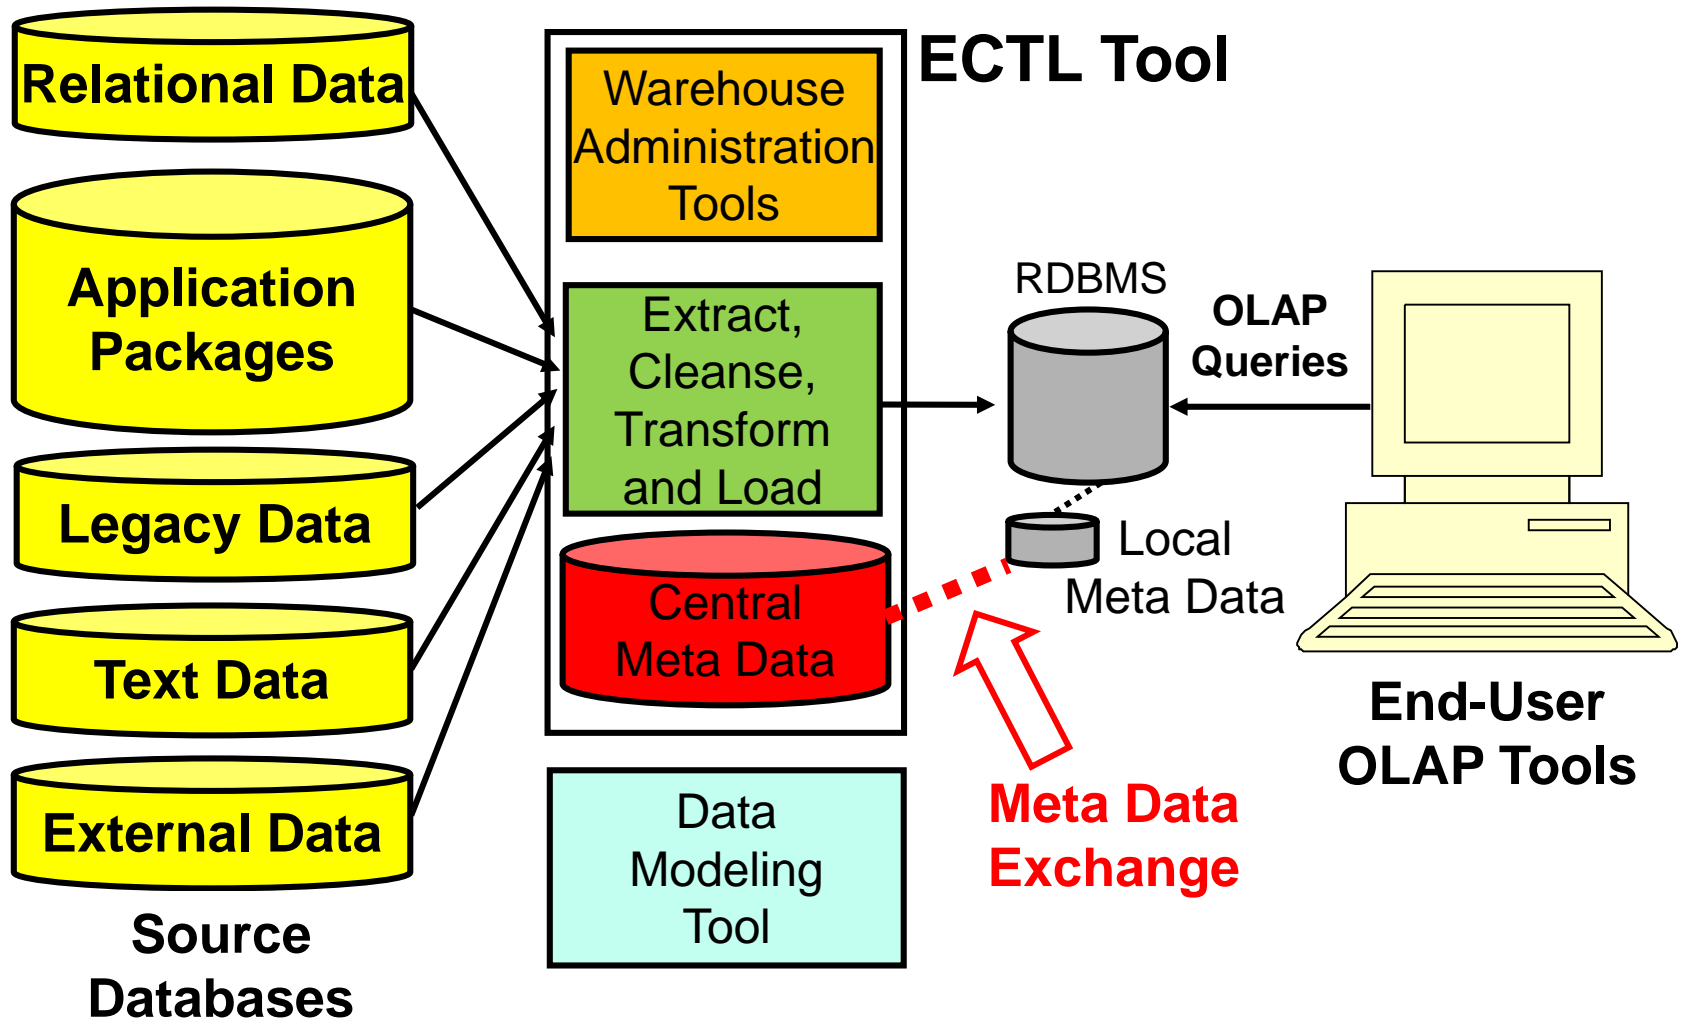 Relational Data
Application
Packages
Legacy Data
Text Data
External Data
Source
Databases
ECTL Tool
Warehouse
Administration
Tools
Extract,
Cleanse,
Transform
and Load
Central
Meta Data
Data
Modeling
Tool
RDBMS
Local
Meta Data
Meta Data
Exchange
OLAP
Queries
End-User
OLAP Tools